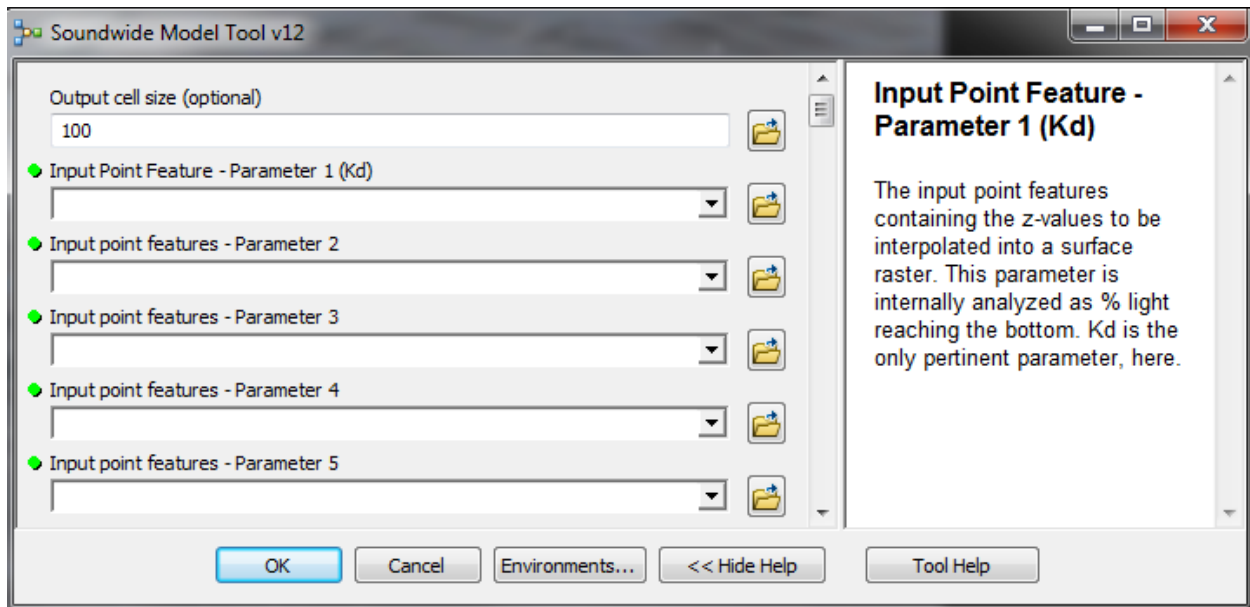 Soundwide Model Tool v12
Output cell size (optional)
100
Input Point Feature - Parameter 1 (Kd)
Input point features - Parameter 2
Input point features - Parameter 3
Input point features - Parameter 4
Input point features - Parameter 5
Input Point Feature -
Parameter 1 (Kd)
The input point features
containing the z-values to be
interpolated into a surface
raster. This parameter is
internally analyzed as % light
reaching the bottom. Kd is the
only pertinent parameter, here.
OK
Cancel
Environments...
<< Hide Help
Tool Help